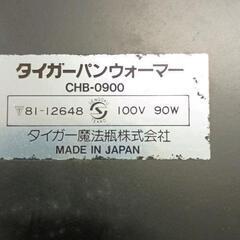 タイガーパンウォーマー
CHB-0900
〒81-12648 100V 90W
タイガー魔法瓶株式会社
MADE IN JAPAN